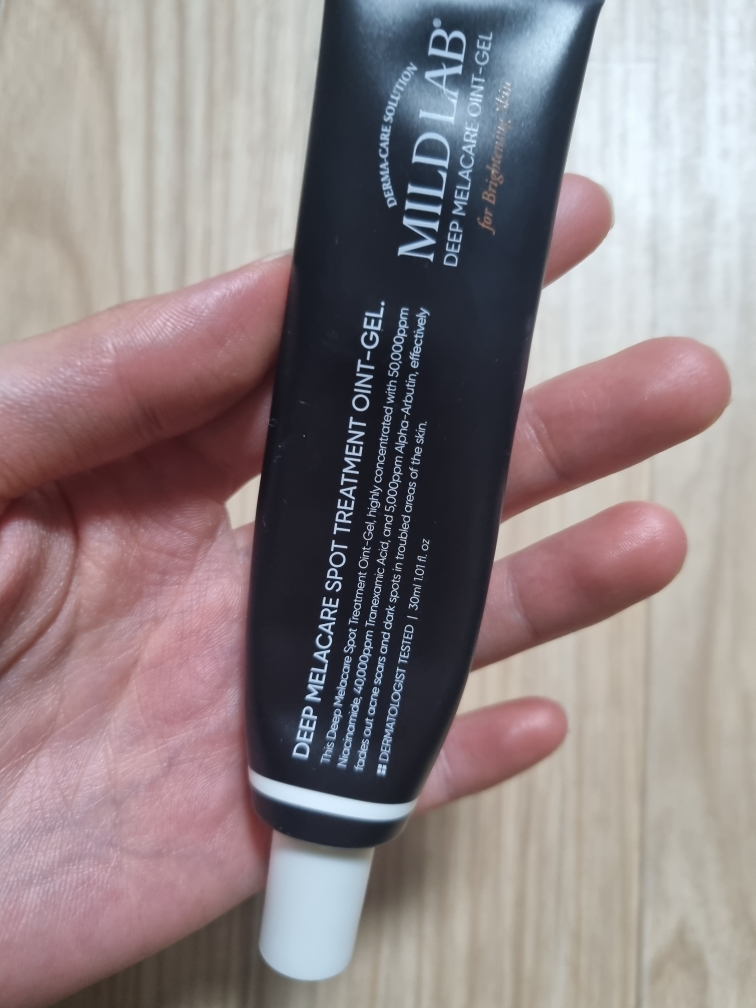 DERMA-CARE SOLUTION
MILD LAB®
DEEP MELACARE OINT-GEL
for Brightening Skin
DEEP MELACARE SPOT TREATMENT OINT-GEL.
This Deep Melacare Spot Treatment Oint-Gel, highly concentrated with 50,000ppm
Niacinamide, 40,000ppm Tranexamic Acid, and 5,000ppm Alpha-Arbutin, effectively
fades out acne scars and dark spots in troubled areas of the skin.
DERMATOLOGIST TESTED | 30ml 1.01 fl. oz